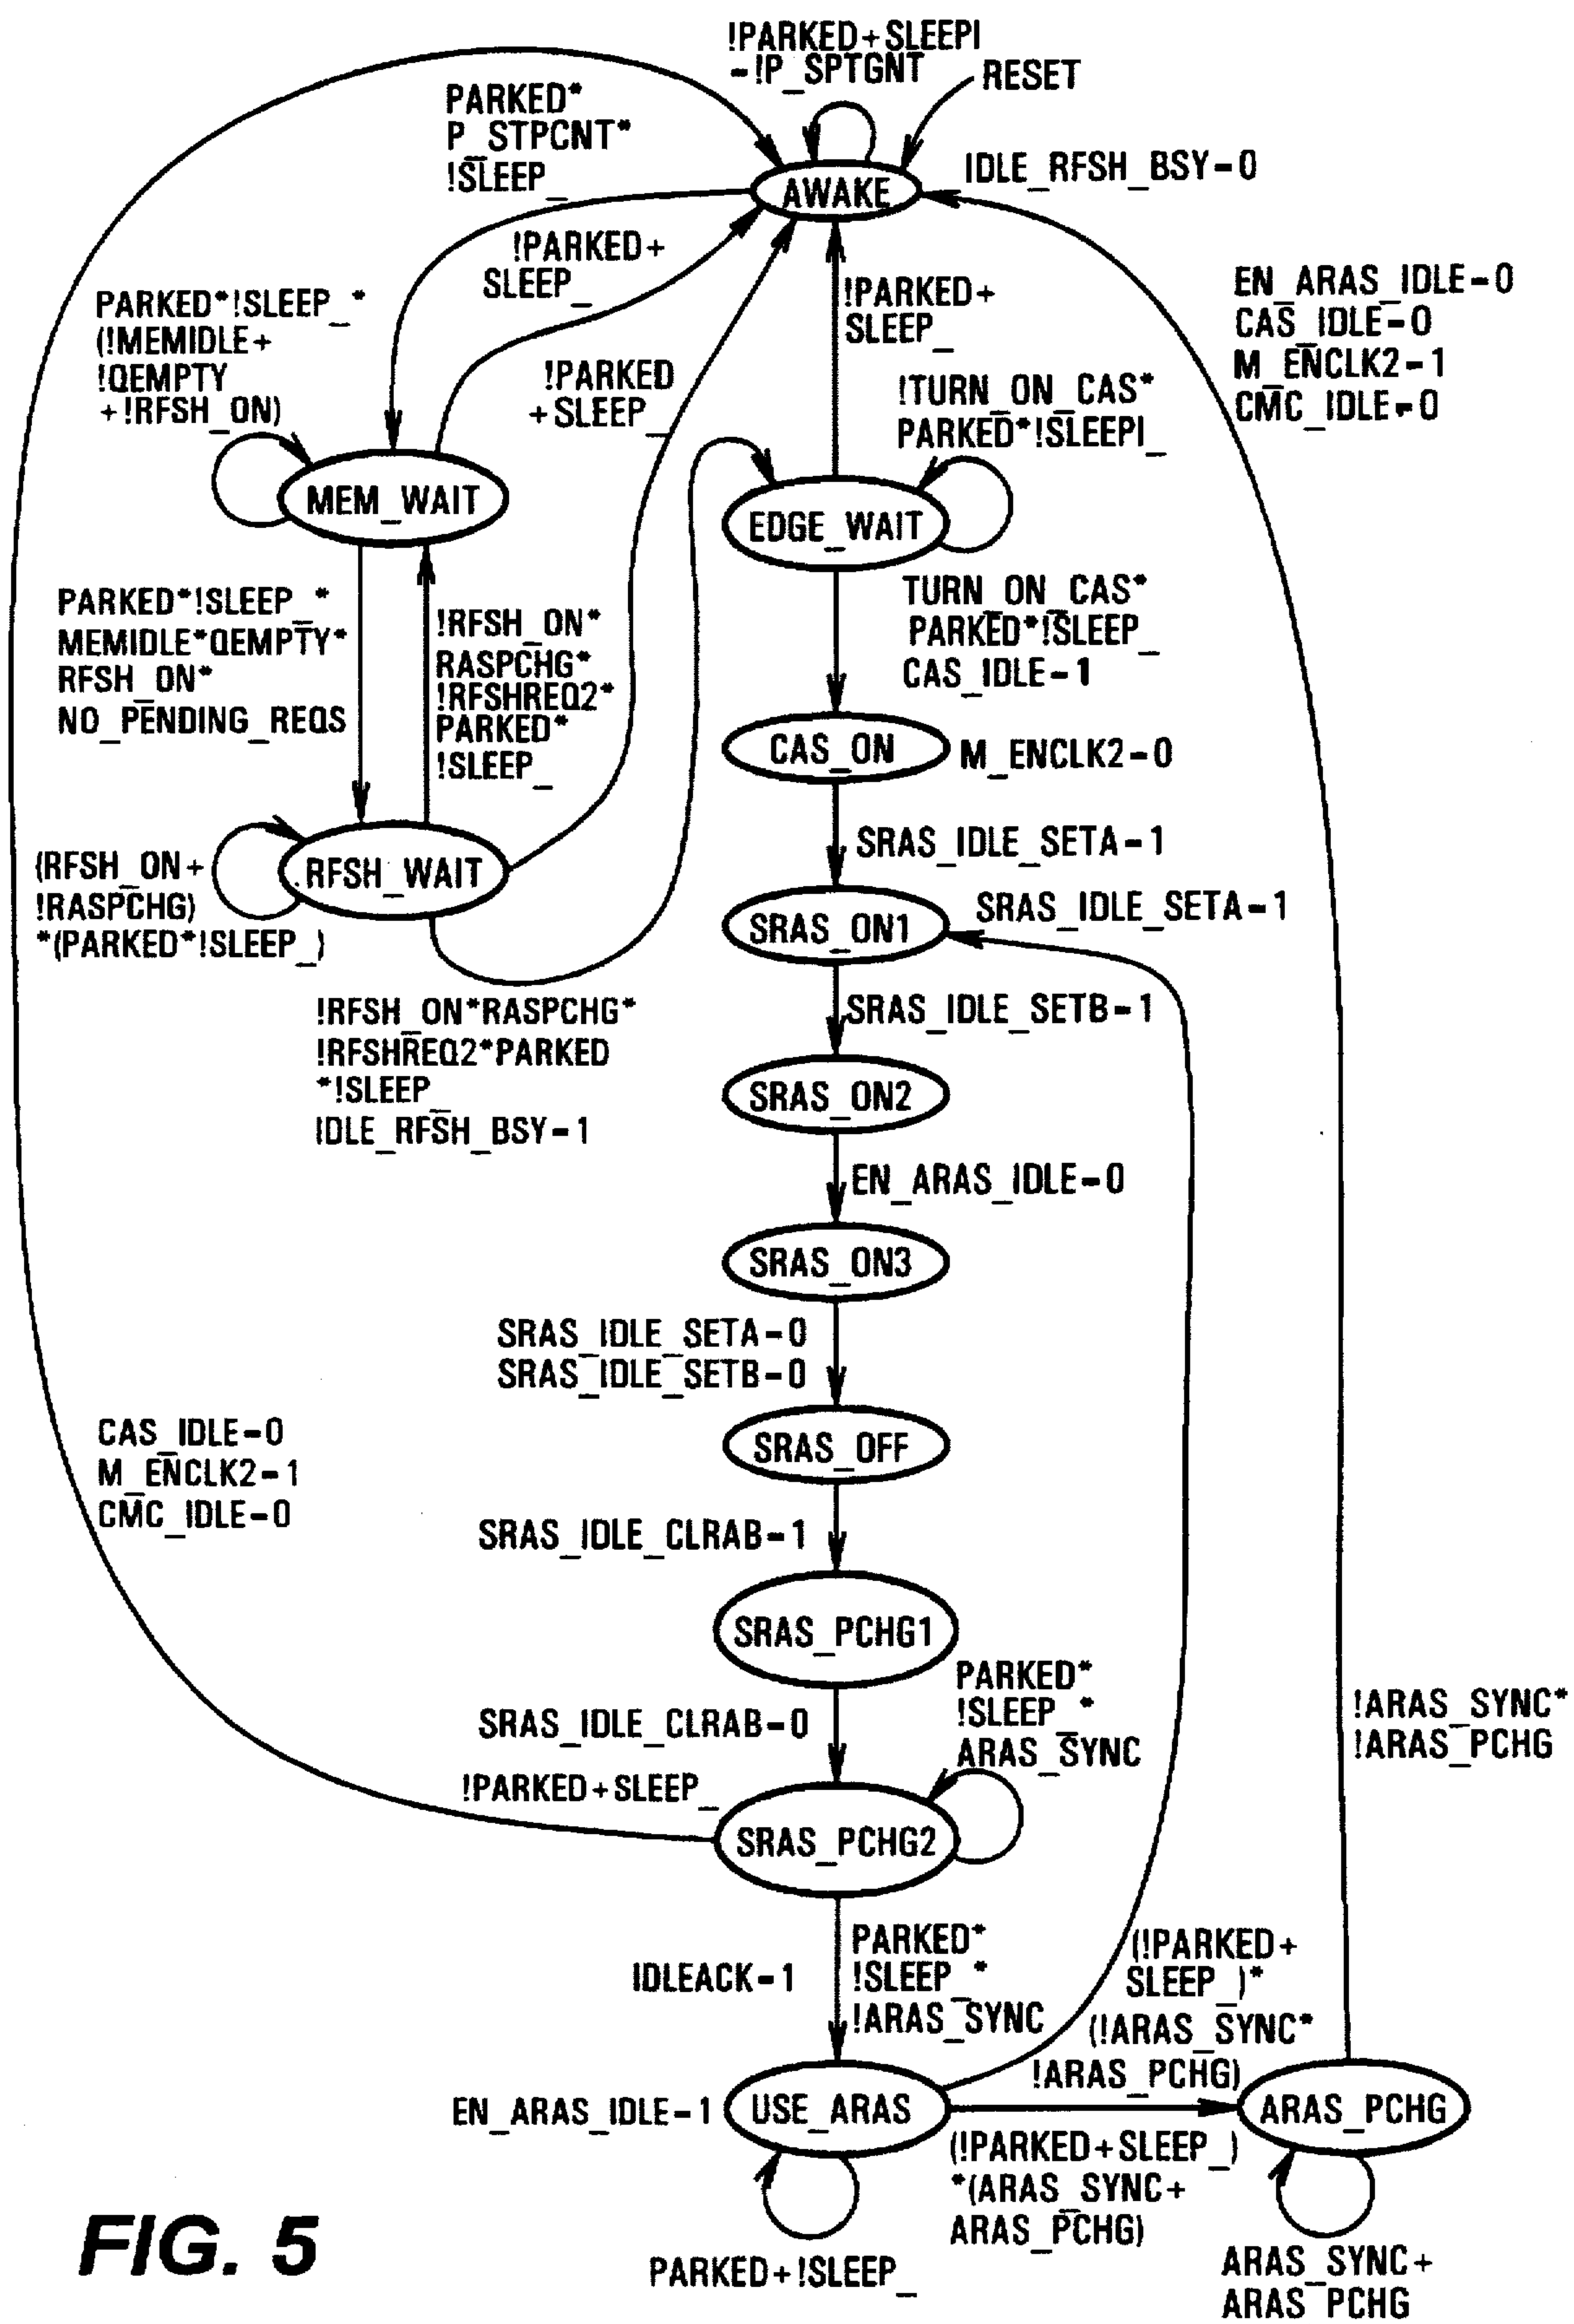 !PARKED+SLEEPI
-!P_SPTGNT
RESET
PARKED*
P_STPCNT*
!SLEEP_
AWAKE
IDLE_RFSH_BSY-0
!PARKED+
SLEEP_
!PARKED+
SLEEP_
EN_ARAS_IDLE-0
CAS_IDLE-0
M_ENCLK2-1
CMC_IDLE-0
PARKED*!SLEEP_*
(!MEMIDLE+
!QEMPTY
+!RFSH_ON)
!PARKED
+SLEEP_
!TURN_ON_CAS*
PARKED*!SLEEPI_
MEM_WAIT
EDGE_WAIT
PARKED*!SLEEP_*
MEMIDLE*QEMPTY*
RFSH_ON*
NO_PENDING_REQS
!RFSH_ON*
RASPCHG*
!RFSHREQ2*
PARKED*
!SLEEP_
TURN_ON_CAS*
PARKED*!SLEEP_
CAS_IDLE-1
CAS_ON
M_ENCLK2-0
SRAS_IDLE_SETA-1
(RFSH_ON+
!RASPCHG)
*(PARKED*!SLEEP_)
RFSH_WAIT
SRAS_ON1
SRAS_IDLE_SETA-1
!RFSH_ON*RASPCHG*
!RFSHREQ2*PARKED
*!SLEEP_
IDLE_RFSH_BSY-1
SRAS_IDLE_SETB-1
SRAS_ON2
EN_ARAS_IDLE-0
SRAS_ON3
SRAS_IDLE_SETA-0
SRAS_IDLE_SETB-0
SRAS_OFF
CAS_IDLE-0
M_ENCLK2-1
CMC_IDLE-0
SRAS_IDLE_CLRAB-1
SRAS_PCHG1
SRAS_IDLE_CLRAB-0
PARKED*
!SLEEP_*
ARAS_SYNC
!ARAS_SYNC*
!ARAS_PCHG
!PARKED+SLEEP_
SRAS_PCHG2
IDLEACK-1
PARKED*
!SLEEP_*
!ARAS_SYNC
(!PARKED+
SLEEP_)*
(!ARAS_SYNC*
!ARAS_PCHG)
EN_ARAS_IDLE-1
USE_ARAS
ARAS_PCHG
(!PARKED+SLEEP_)
*(ARAS_SYNC+
ARAS_PCHG)
PARKED+!SLEEP_
ARAS_SYNC+
ARAS_PCHG
FIG. 5